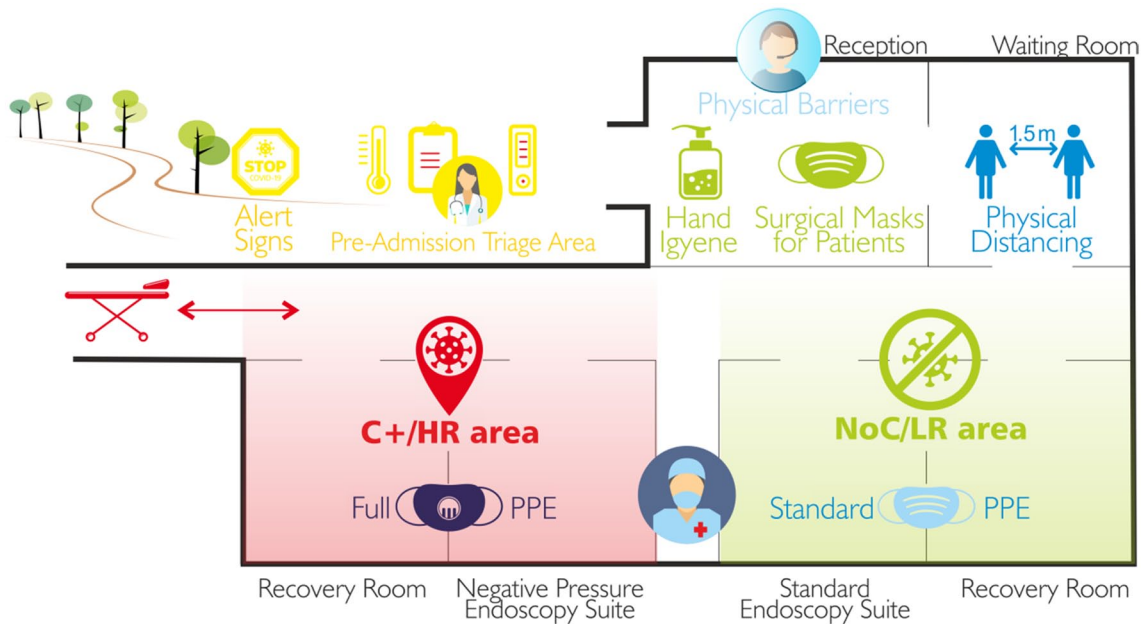 Reception
Waiting Room
Physical Barriers
STOP
COVID-19
1.5 m
Alert
Signs
Pre-Admission Triage Area
Hand
Igyene
Surgical Masks
for Patients
Physical
Distancing
C+/HR area
NoC/LR area
Full PPE
Standard PPE
Recovery Room
Negative Pressure
Endoscopy Suite
Standard
Endoscopy Suite
Recovery Room